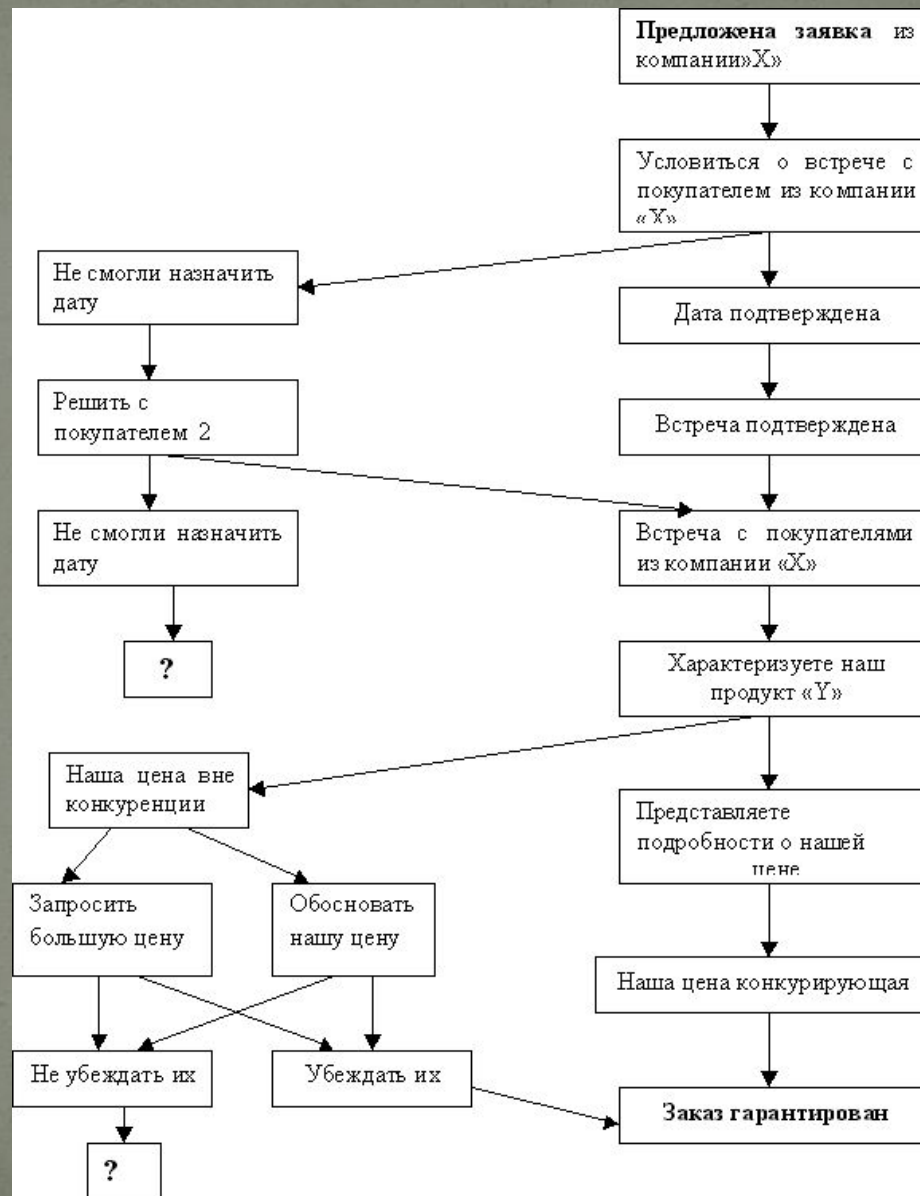 Предложена заявка из
компании»X»
Условиться о встрече с
покупателем из компании
«X»
Не смогли назначить
дату
Дата подтверждена
Решить с
покупателем 2
Встреча подтверждена
Не смогли назначить
дату
Встреча с покупателями
из компании «X»
?
Характеризуете наш
продукт «Y»
Наша цена вне
конкуренции
Представляете
подробности о нашей
цене
Запросить
большую цену
Обосновать
нашу цену
Наша цена конкурирующая
Не убеждать их
Убеждать их
Заказ гарантирован
?